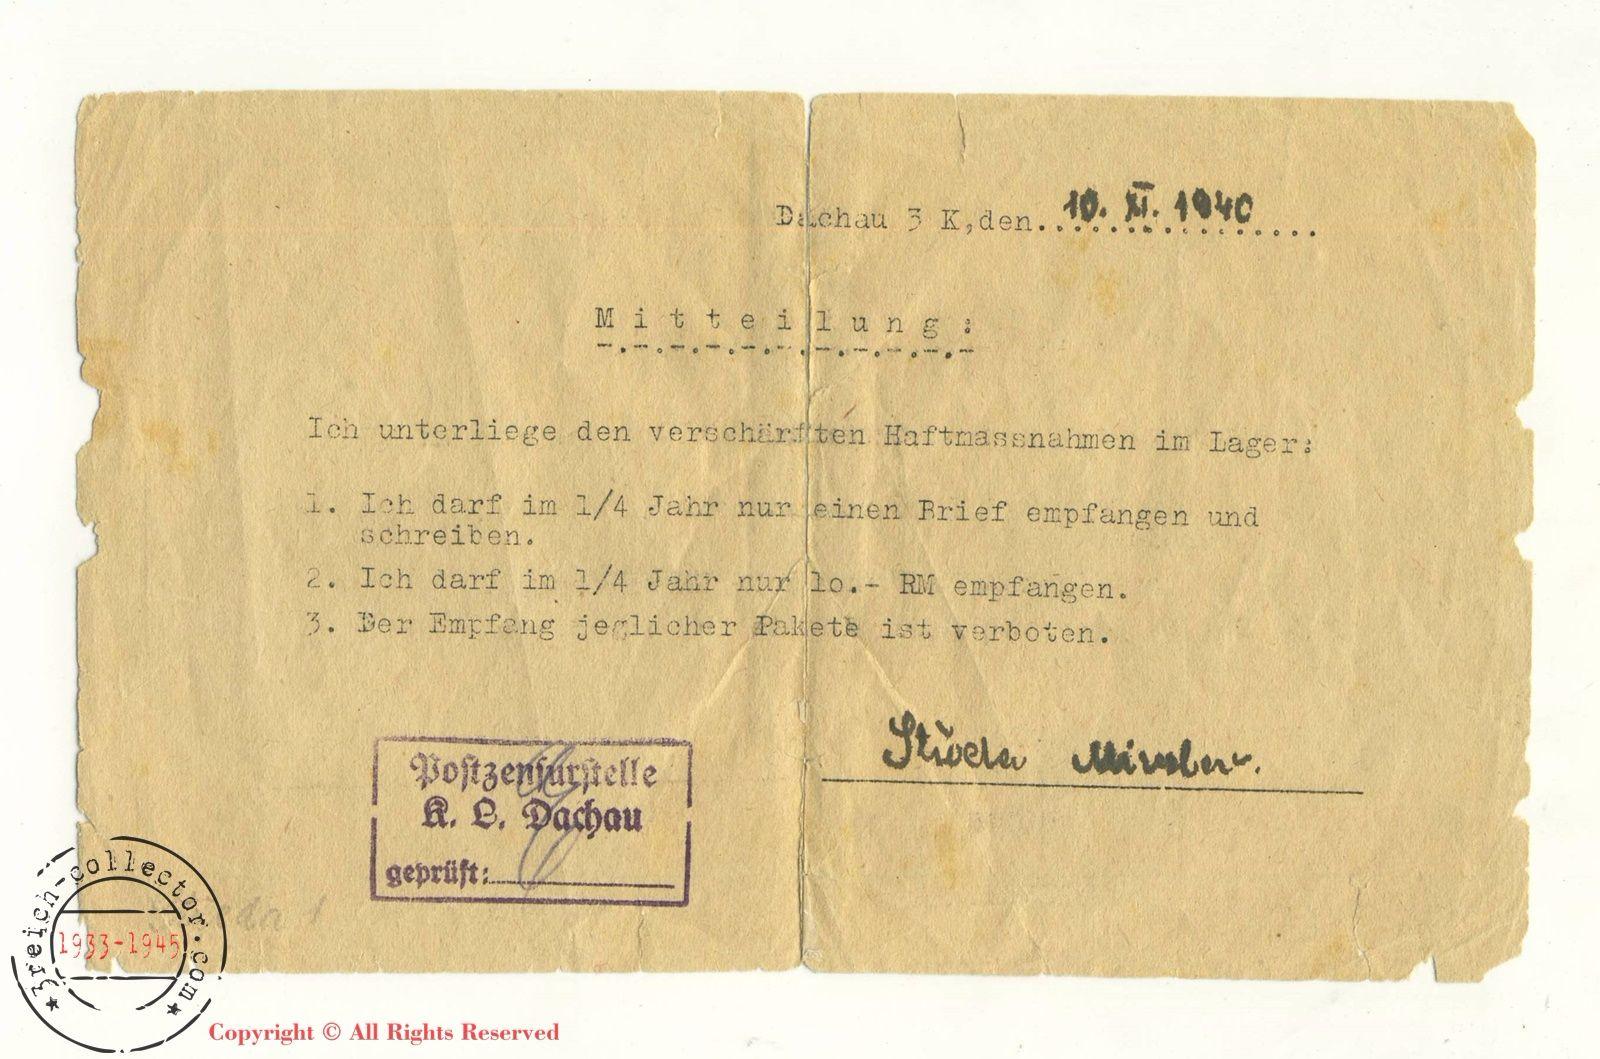 Dachau 3 K, den 10. XI. 1940
Mitteilung:
Ich unterliege den verschärften Haftmassnahmen im Lager:
1. Ich darf im 1/4 Jahr nur einen Brief empfangen und
schreiben.
2. Ich darf im 1/4 Jahr nur 10.- RM empfangen.
3. Der Empfang jeglicher Pakete ist verboten.
Postzensurstelle
K. L. Dachau
geprüft:
3reich-collector.com
1933-1945
Copyright © All Rights Reserved